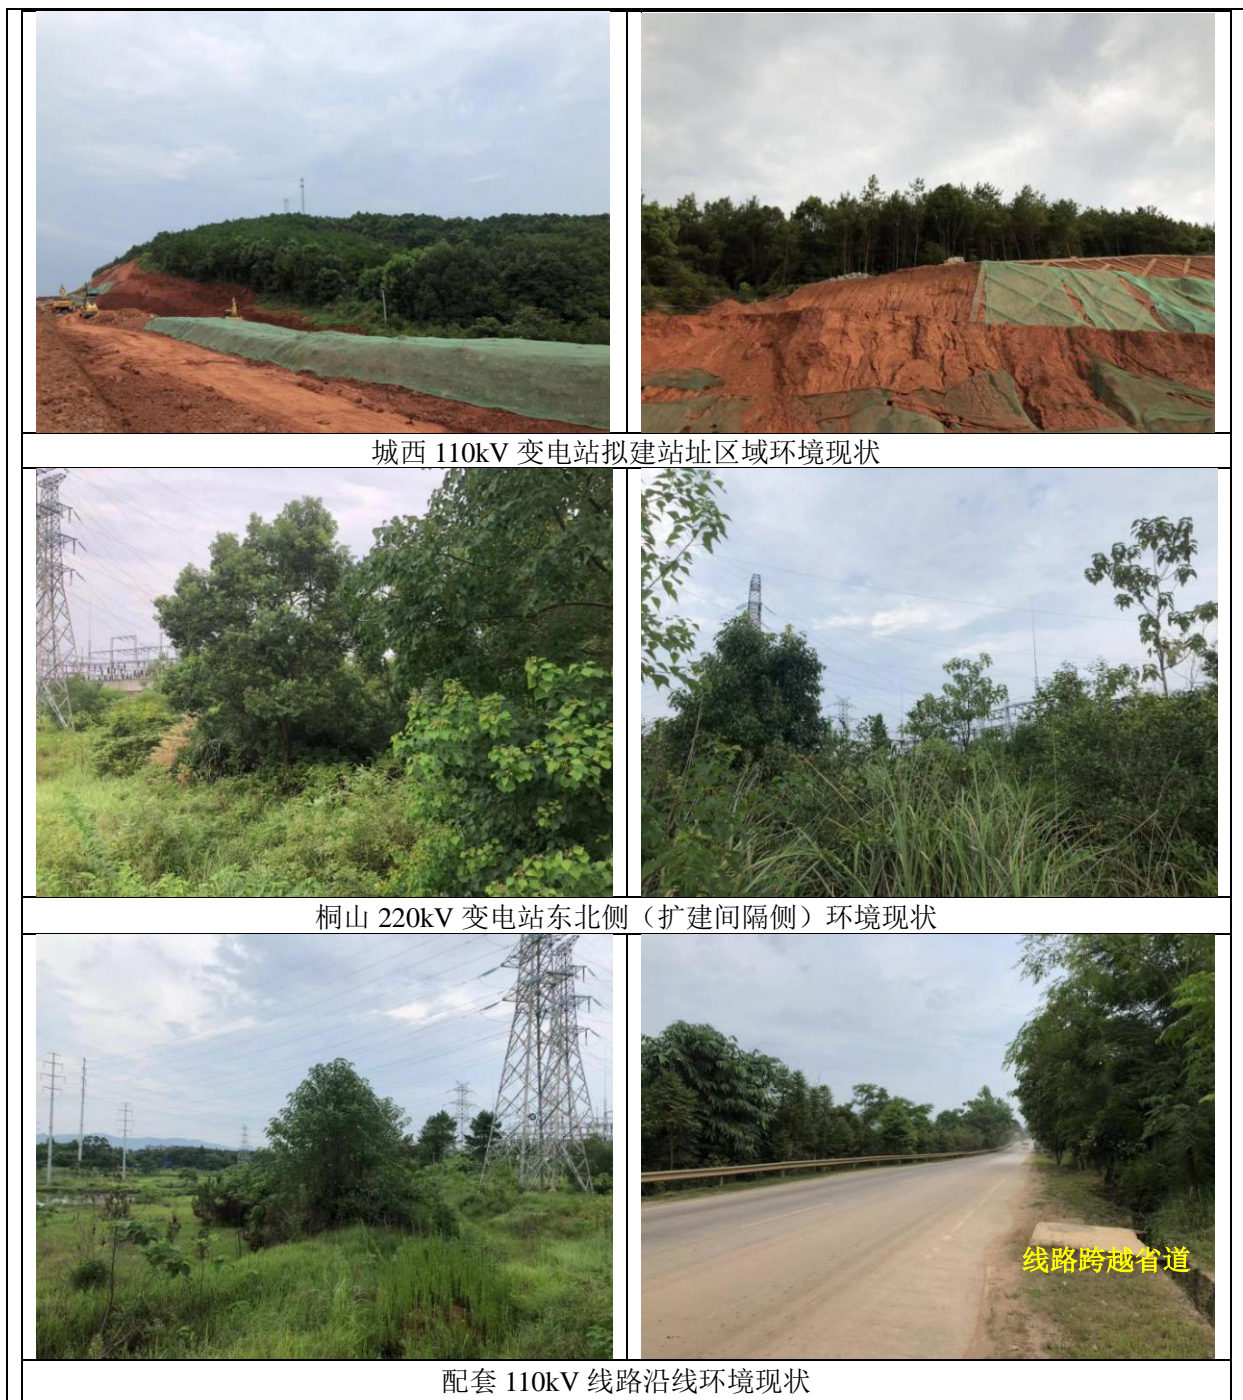 城西 110kV 变电站拟建站址区域环境现状
桐山 220kV 变电站东北侧（扩建间隔侧）环境现状
线路跨越省道
配套 110kV 线路沿线环境现状